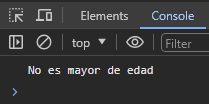 Elements Console
top Filter
No es mayor de edad